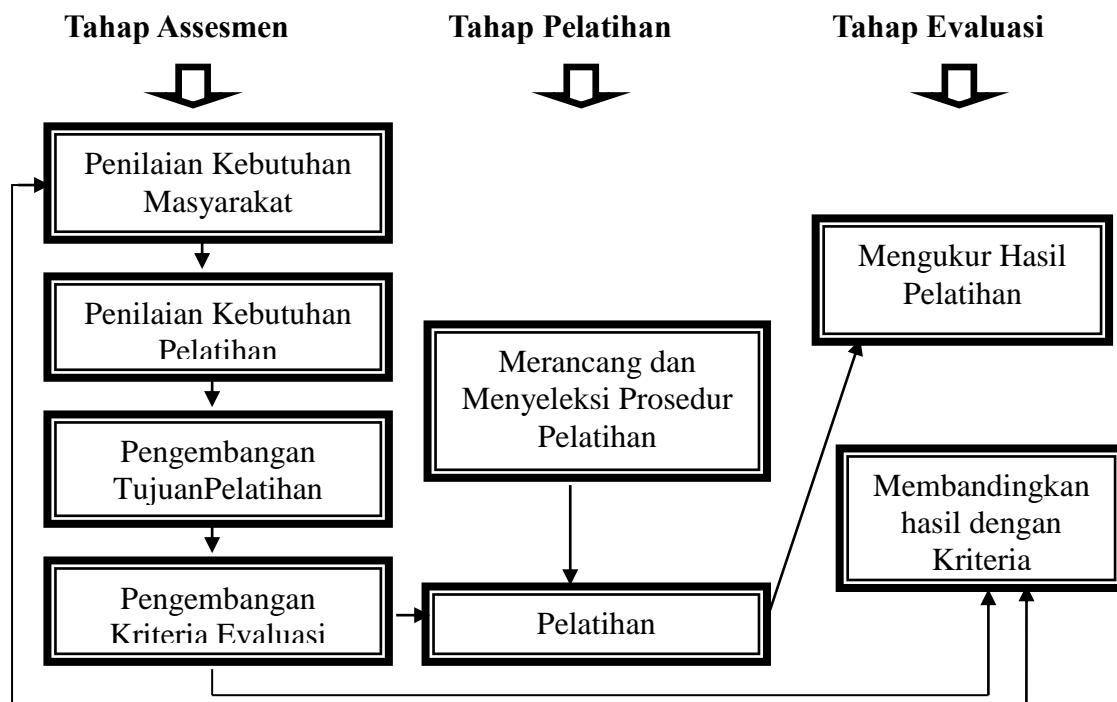 Tahap Assesmen
Tahap Pelatihan
Tahap Evaluasi
Penilaian Kebutuhan
Masyarakat
Penilaian Kebutuhan
Pelatihan
Pengembangan
TujuanPelatihan
Pengembangan
Kriteria Evaluasi
Merancang dan
Menyeleksi Prosedur
Pelatihan
Pelatihan
Mengukur Hasil
Pelatihan
Membandingkan
hasil dengan
Kriteria